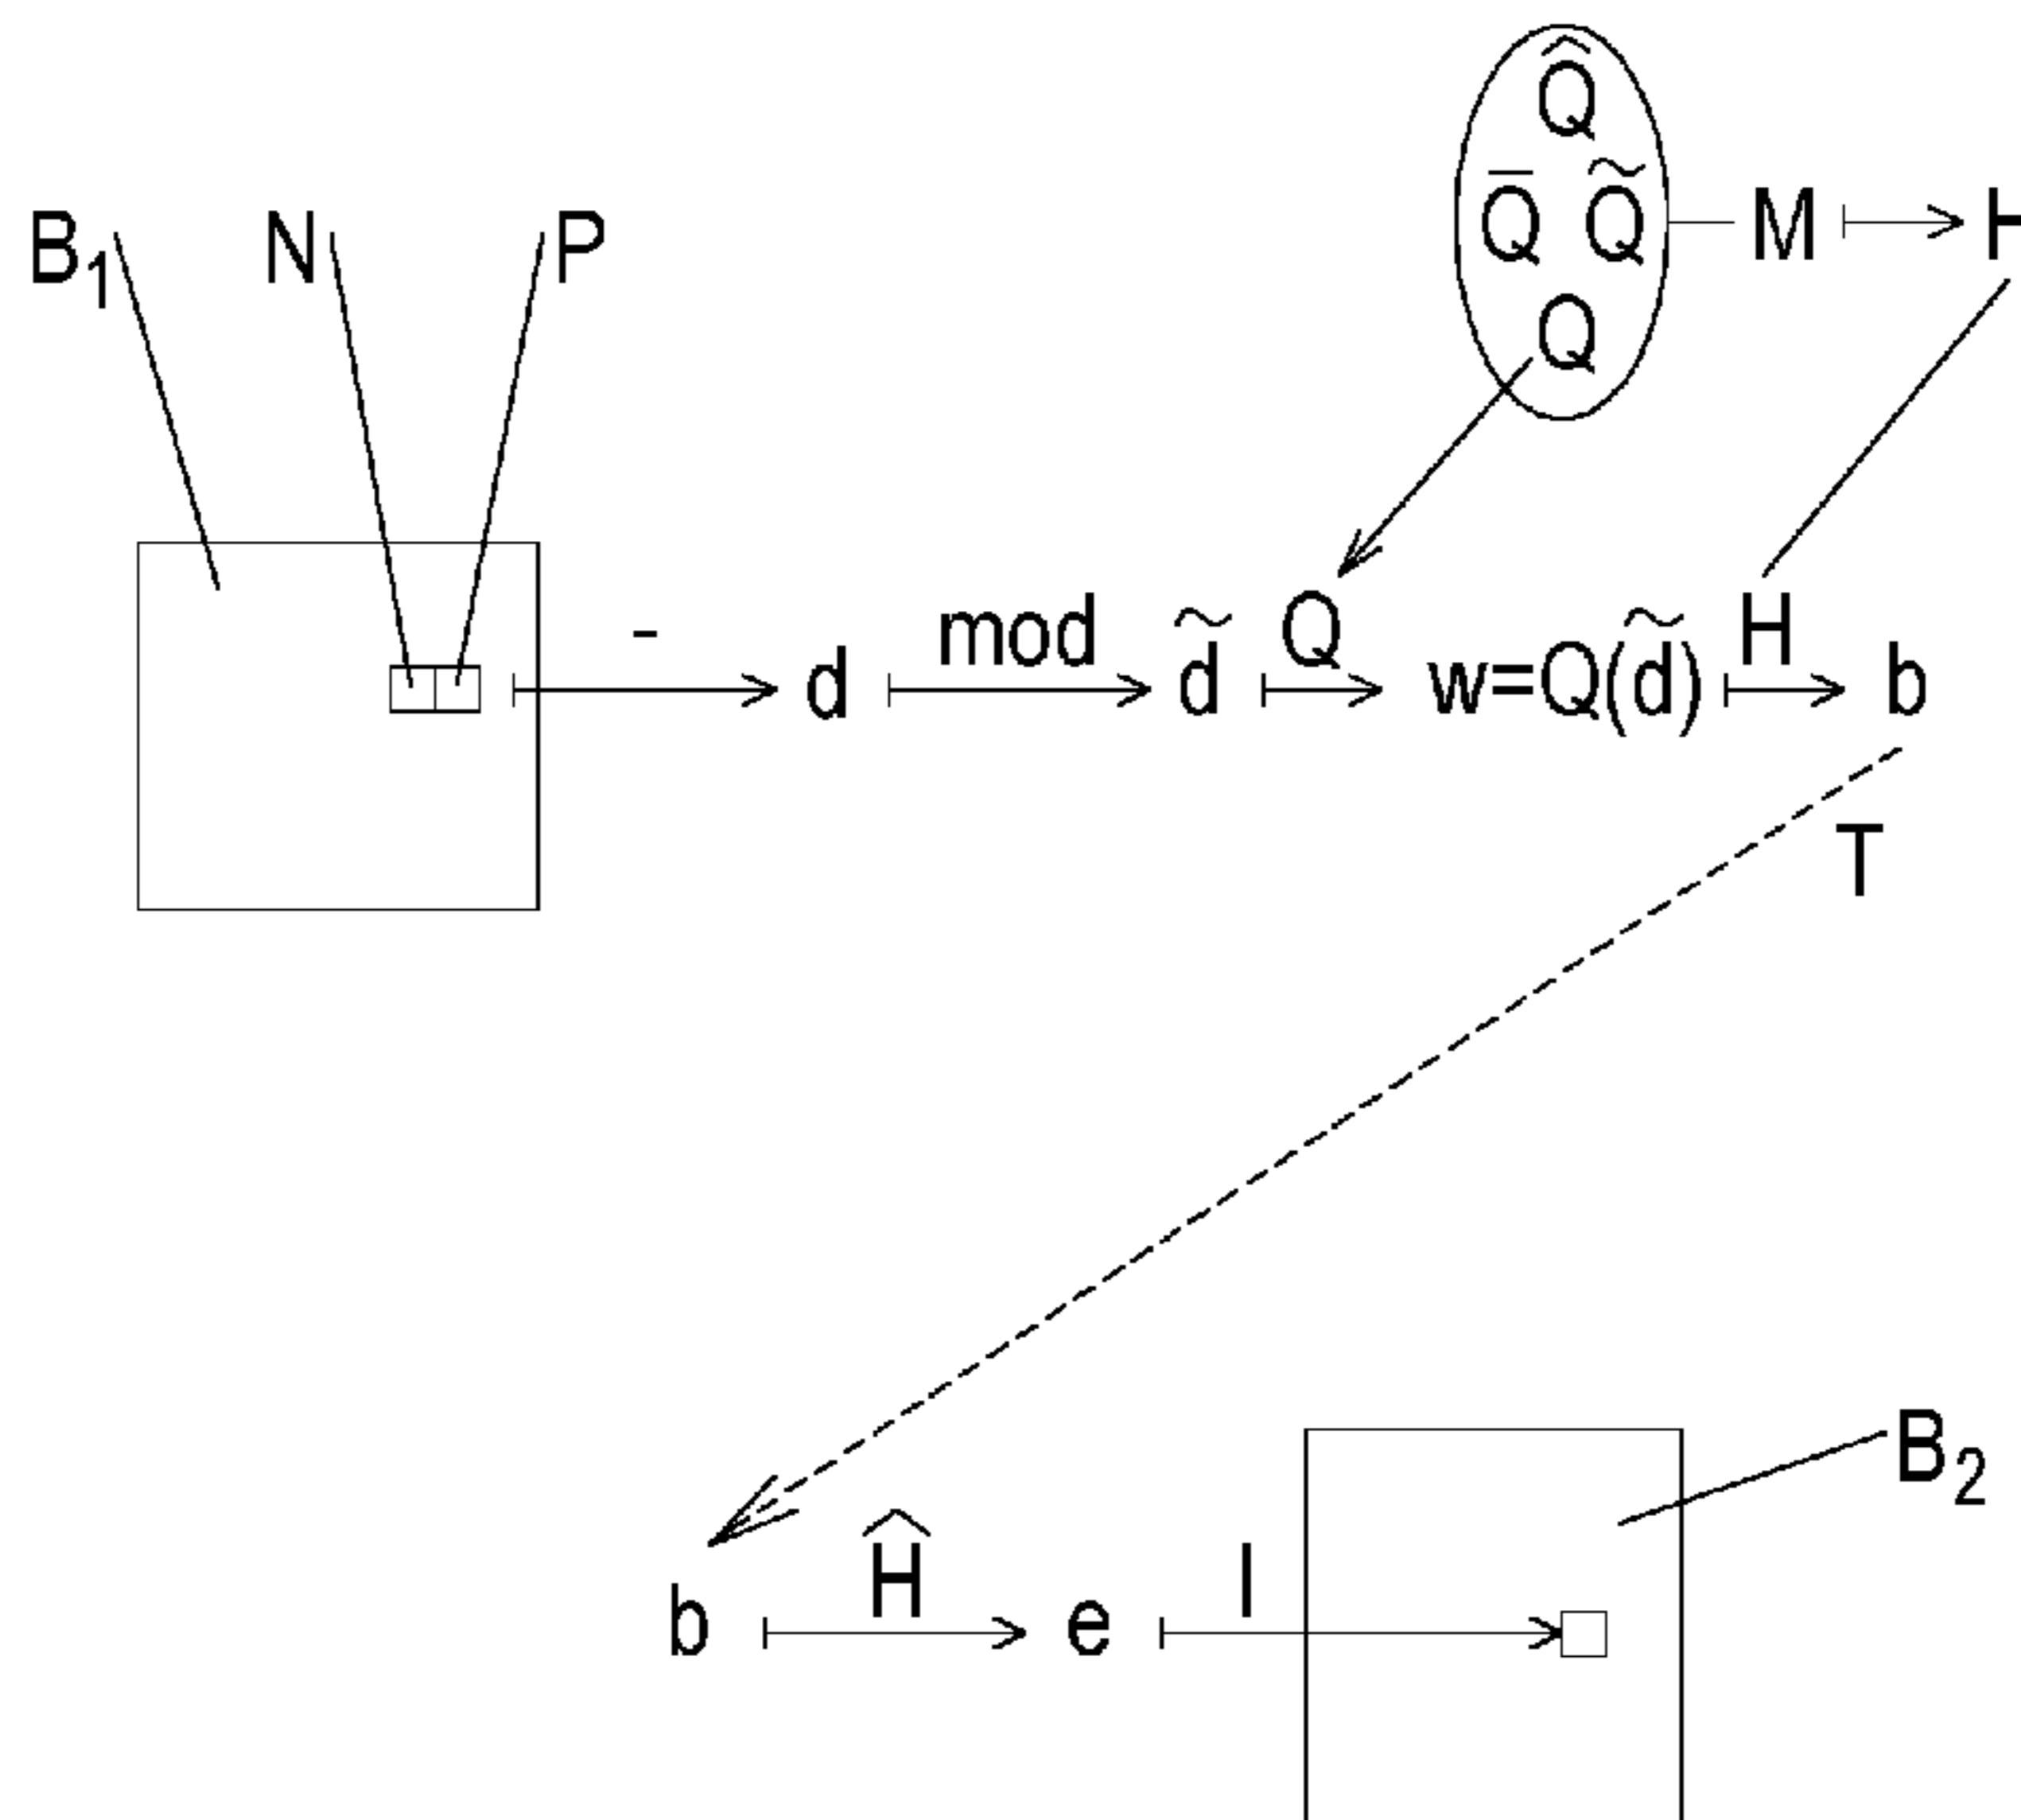 Q̂
Q̄ Q̃ M H
B₁ N P
Q
- mod Q H
d d̃ w=Q(d̃) b
T
B₂
Ĥ I
b e